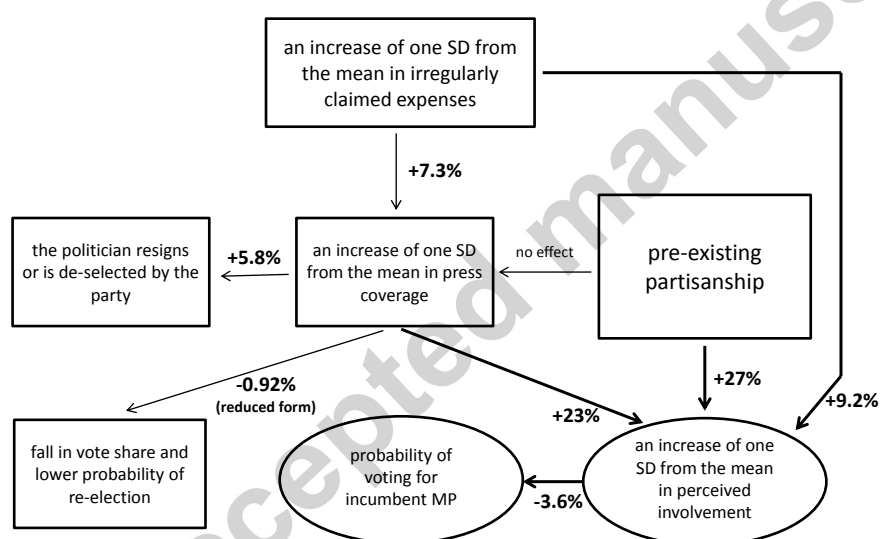 an increase of one SD from
the mean in irregularly
claimed expenses
+7.3%
the politician resigns
or is de-selected by the
party
+5.8%
an increase of one SD
from the mean in press
coverage
no effect
pre-existing
partisanship
-0.92%
(reduced form)
+27%
+23%
+9.2%
fall in vote share and
lower probability of
re-election
probability of
voting for
incumbent MP
-3.6%
an increase of one
SD from the mean
in perceived
involvement
cepted manus